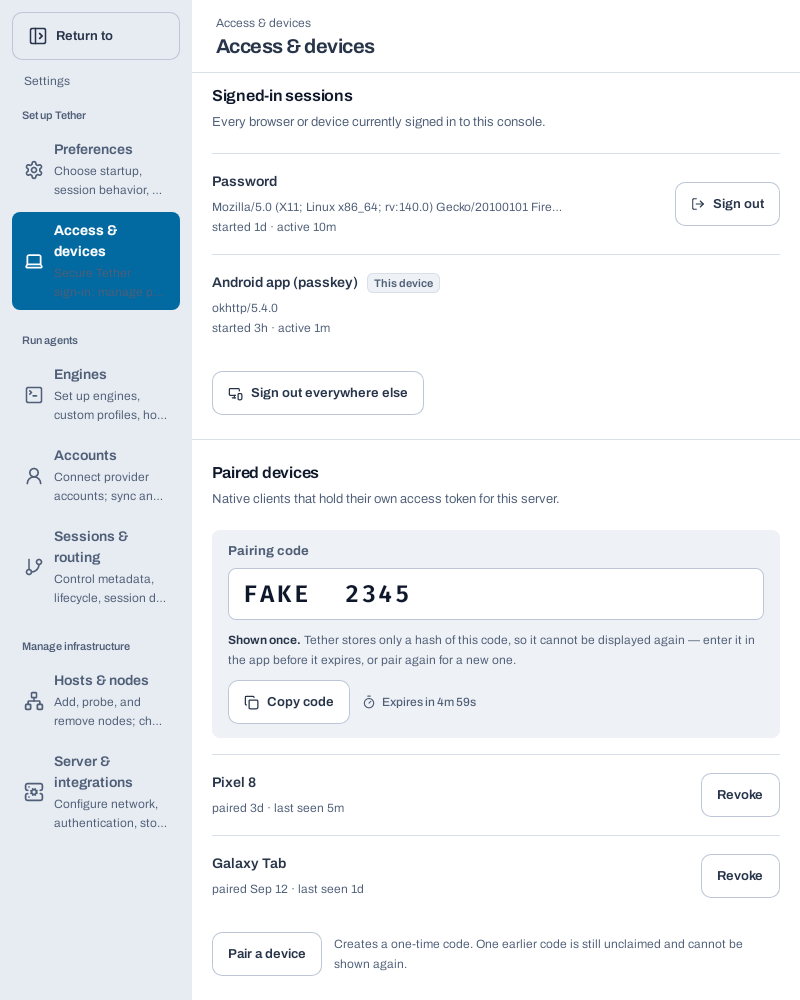 Return to
Settings
Set up Tether
Preferences
Choose startup,
session behavior, ...
Access &
devices
Secure Tether
sign-in; manage p...
Run agents
Engines
Set up engines,
custom profiles, ho...
Accounts
Connect provider
accounts; sync an...
Sessions &
routing
Control metadata,
lifecycle, session d...
Manage infrastructure
Hosts & nodes
Add, probe, and
remove nodes; ch...
Server &
integrations
Configure network,
authentication, sto...
Access & devices
Access & devices
Signed-in sessions
Every browser or device currently signed in to this console.
Password
Mozilla/5.0 (X11; Linux x86_64; rv:140.0) Gecko/20100101 Fire...
started 1d · active 10m
Sign out
Android app (passkey) This device
okhttp/5.4.0
started 3h · active 1m
Sign out everywhere else
Paired devices
Native clients that hold their own access token for this server.
Pairing code
FAKE 2345
Shown once. Tether stores only a hash of this code, so it cannot be displayed again — enter it in
the app before it expires, or pair again for a new one.
Copy code
Expires in 4m 59s
Pixel 8
paired 3d · last seen 5m
Revoke
Galaxy Tab
paired Sep 12 · last seen 1d
Revoke
Pair a device
Creates a one-time code. One earlier code is still unclaimed and cannot be
shown again.